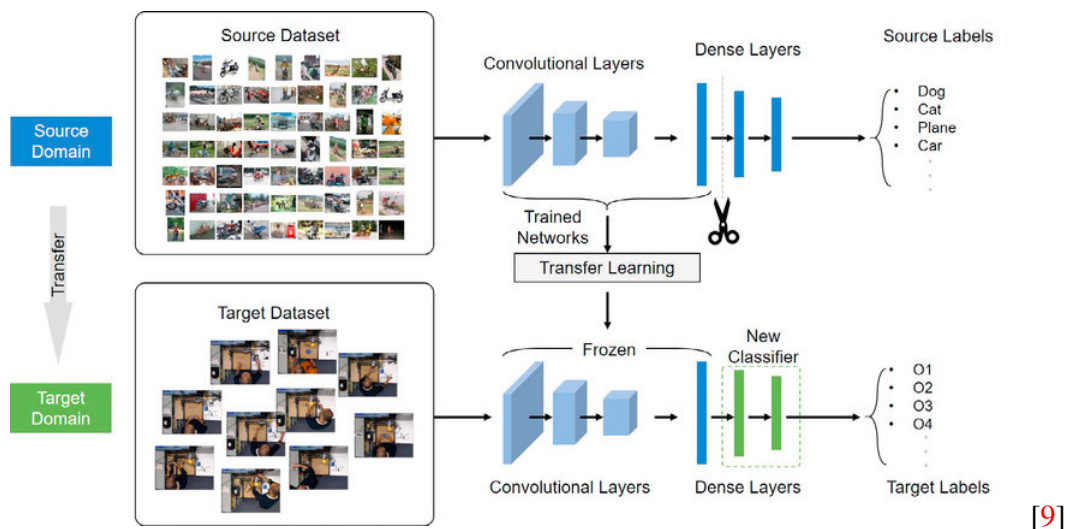 Source Dataset
Source
Domain
Convolutional Layers
Dense Layers
Source Labels
• Dog
• Cat
• Plane
• Car
Trained
Networks
Transfer Learning
Transfer
Target Dataset
Target
Domain
Frozen
New
Classifier
Convolutional Layers
Dense Layers
• O1
• O2
• O3
• O4
Target Labels
[9]